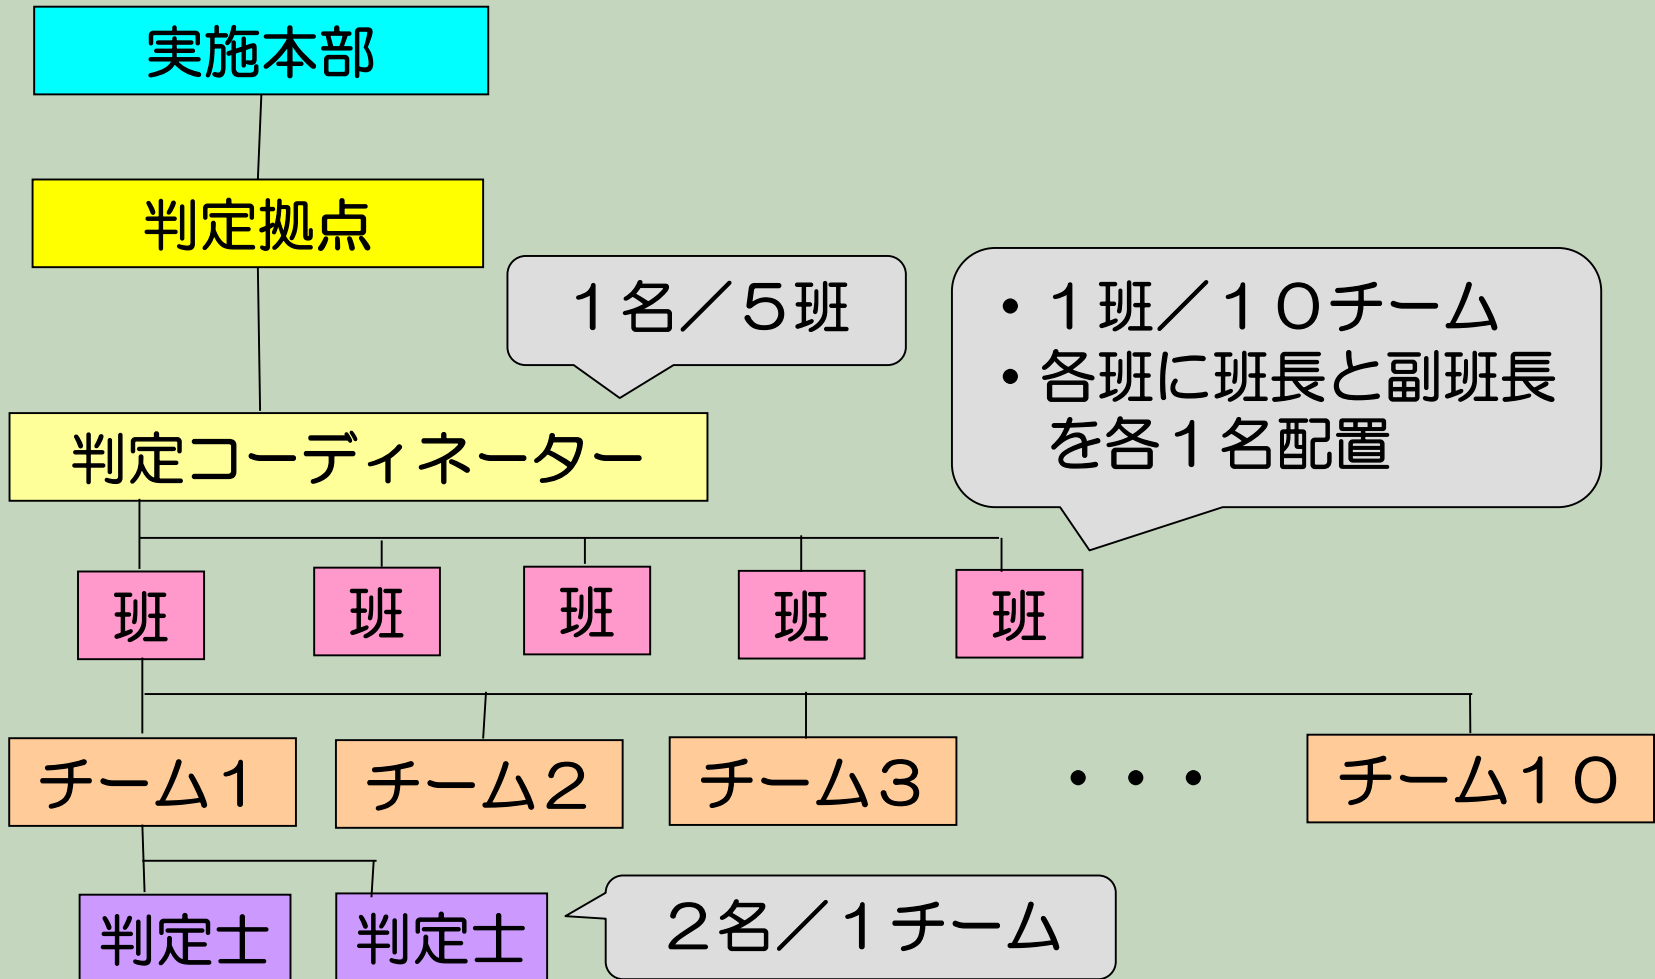 実施本部
判定拠点
１名／５班
・１班／１０チーム
・各班に班長と副班長
を各１名配置
判定コーディネーター
班
班
班
班
班
チーム１
チーム２
チーム３
・・・
チーム１０
判定士
判定士
２名／１チーム